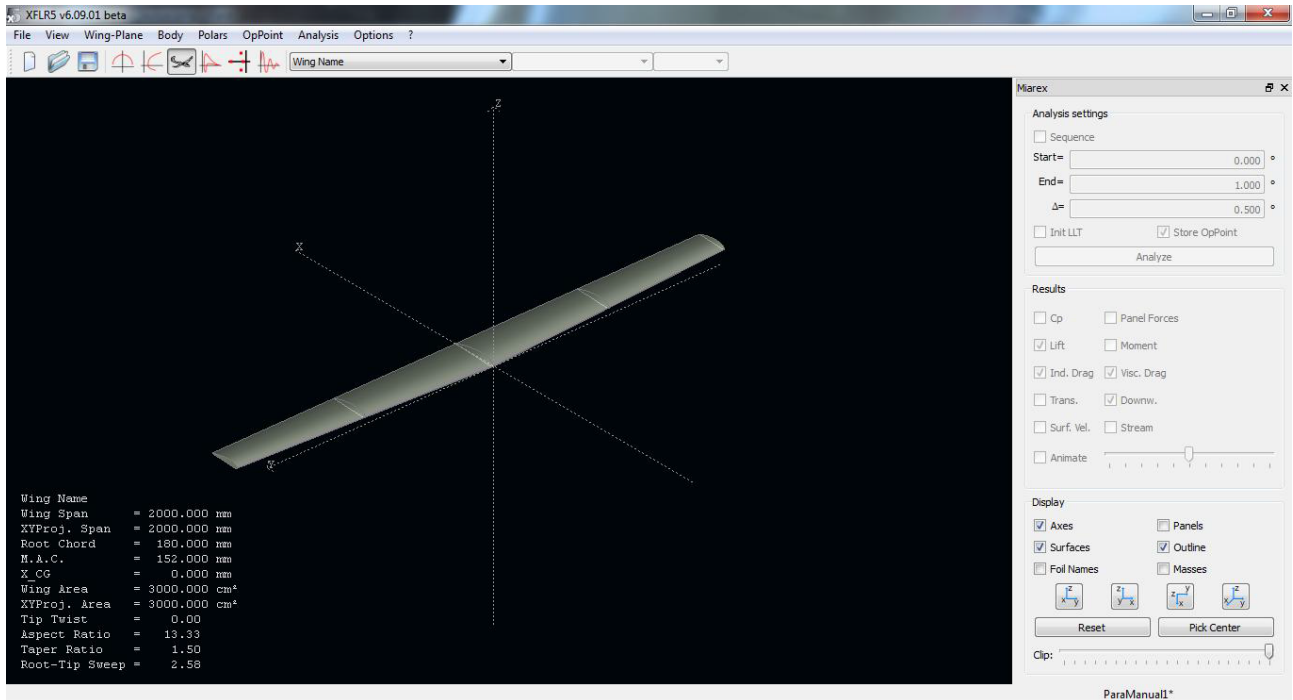 XFLR5 v6.09.01 beta
File View Wing-Plane Body Polars OpPoint Analysis Options ?
Wing Name
Z
X
Y
Wing Name
Wing Span = 2000.000 mm
XYProj. Span = 2000.000 mm
Root Chord = 180.000 mm
M.A.C. = 152.000 mm
X_CG = 0.000 mm
Wing Area = 3000.000 cm²
XYProj. Area = 3000.000 cm²
Tip Twist = 0.00
Aspect Ratio = 13.33
Taper Ratio = 1.50
Root-Tip Sweep = 2.58
Miarex
Analysis settings
Sequence
Start= 0.000 °
End= 1.000 °
Δ= 0.500 °
Init LLT Store OpPoint
Analyze
Results
Cp Panel Forces
Lift Moment
Ind. Drag Visc. Drag
Trans. Downw.
Surf. Vel. Stream
Animate
Display
Axes Panels
Surfaces Outline
Foil Names Masses
z x y z y x z y x z x y
Reset Pick Center
Clip:
ParaManual1*